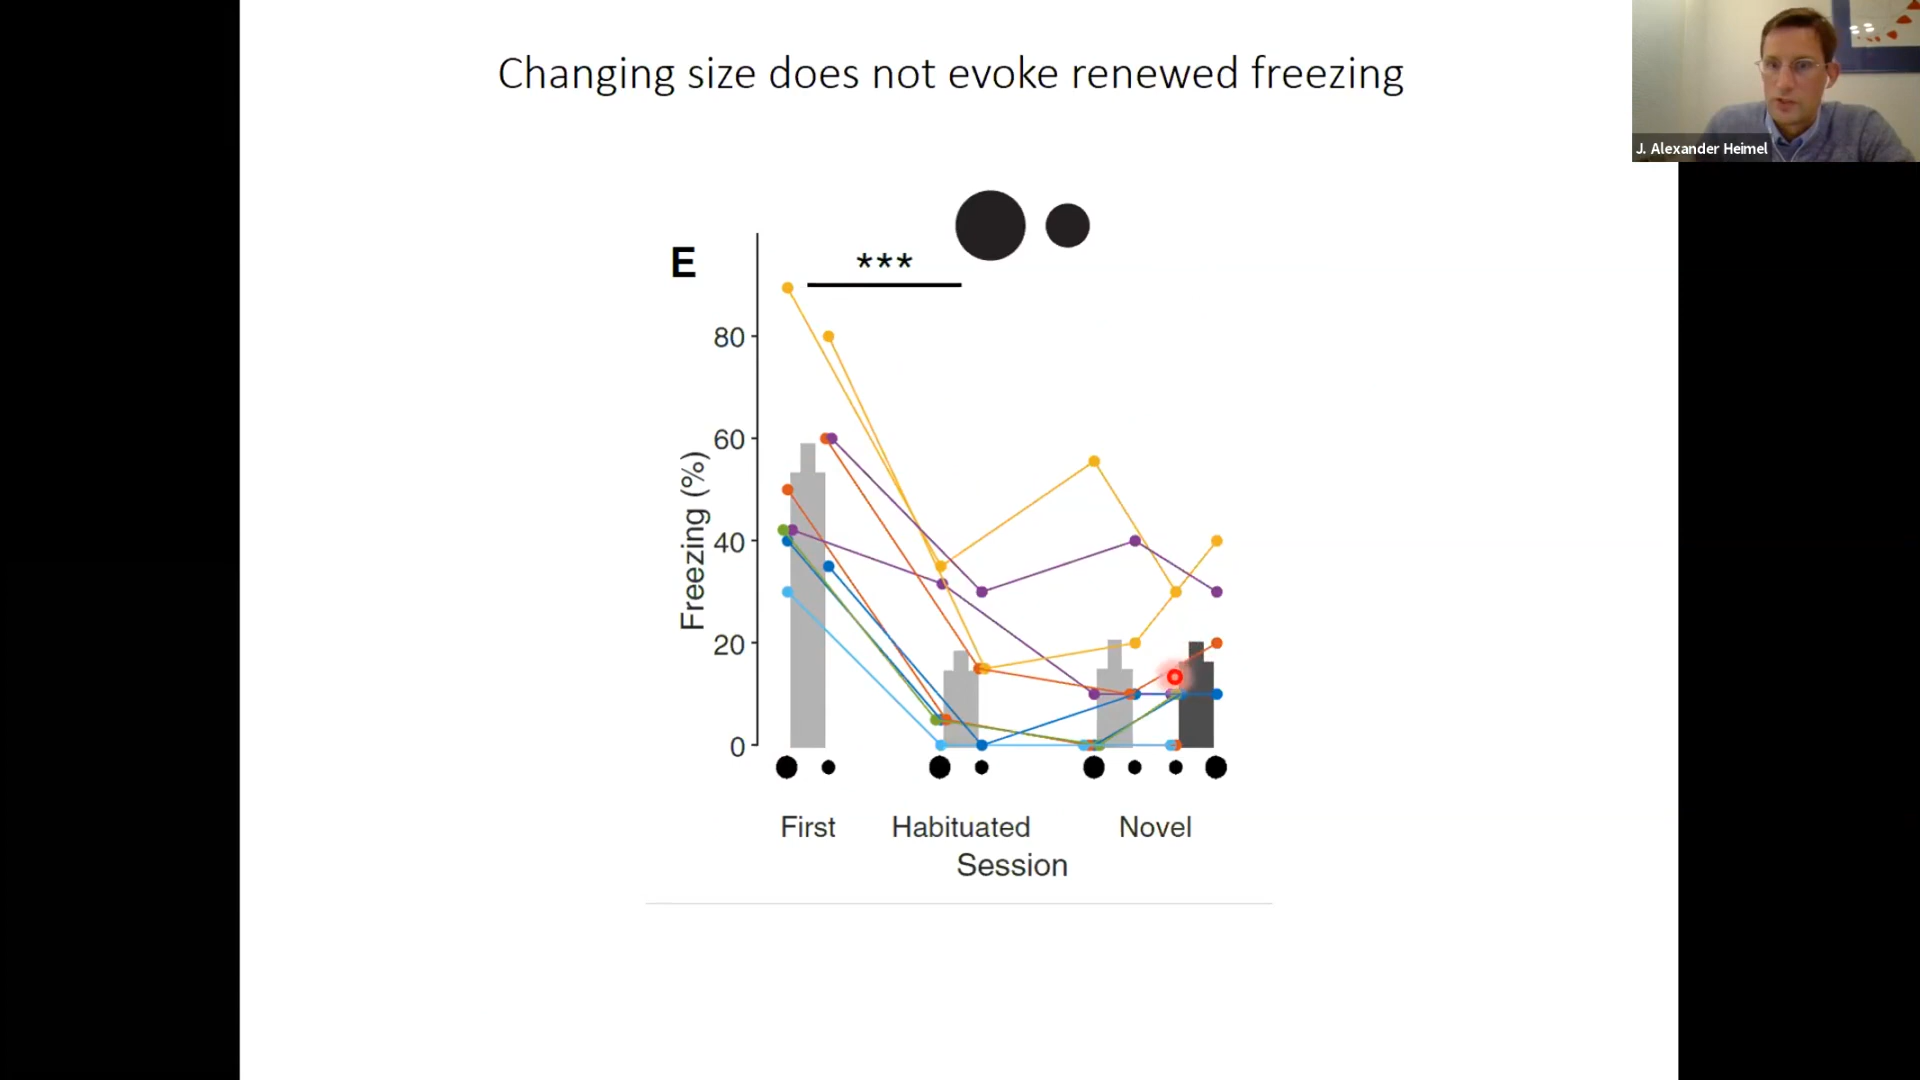 Changing size does not evoke renewed freezing
J. Alexander Heimel
E
***
Freezing (%)
80
60
40
20
0
First Habituated Novel
Session